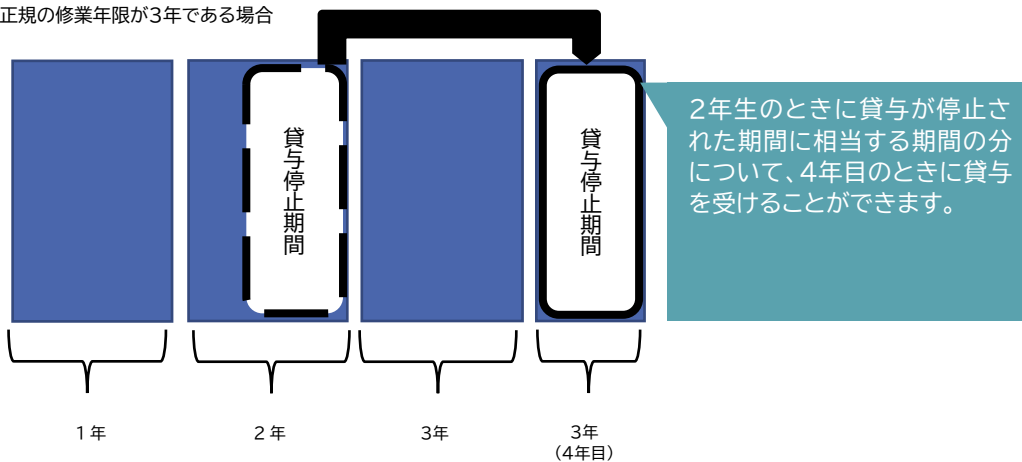 正規の修業年限が3年である場合
貸与停止期間
貸与停止期間
2年生のときに貸与が停止さ
れた期間に相当する期間の分
について、4年目のときに貸与
を受けることができます。
1年
2年
3年
3年
(4年目)